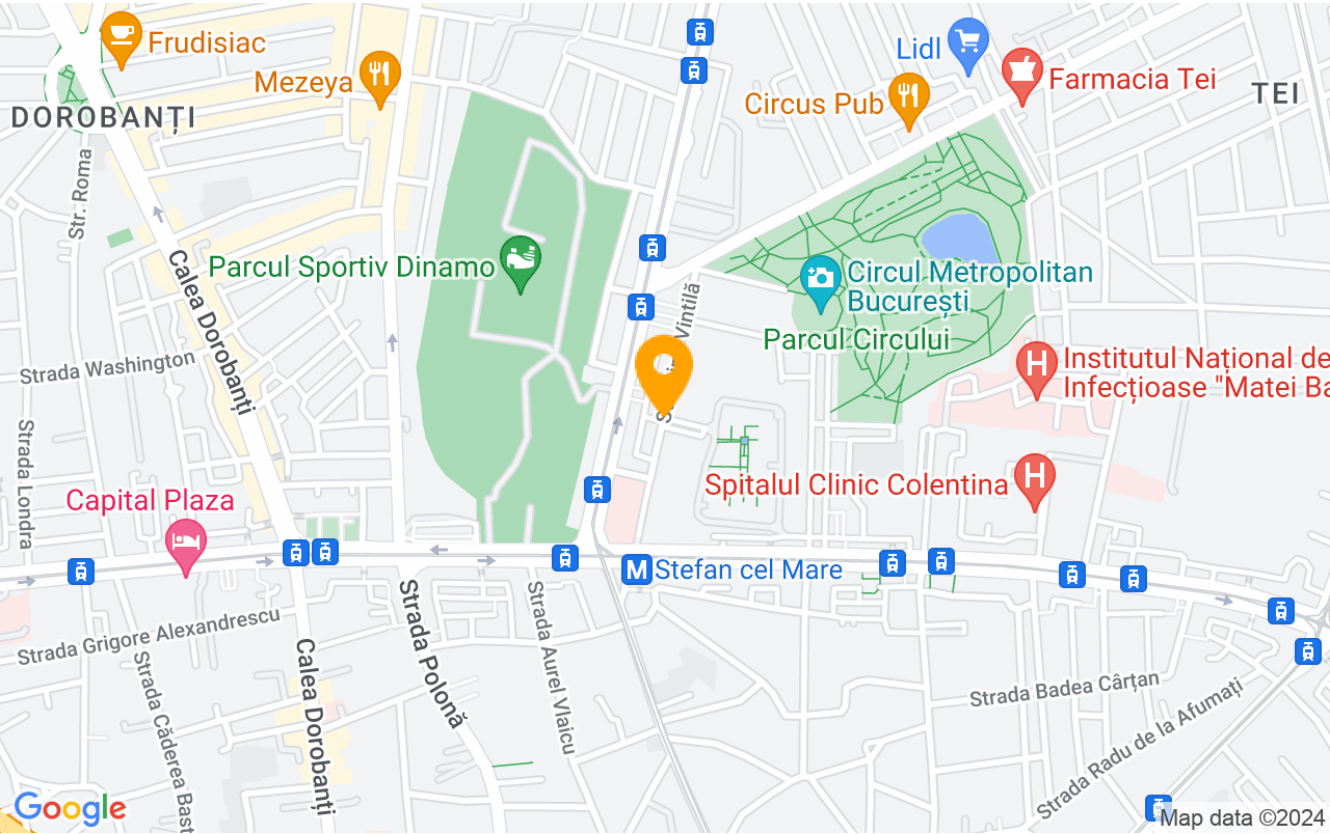 Frudisiac
Mezeya
Lidl
Farmacia Tei
Circus Pub
TEI
DOROBANȚI
Str. Roma
Calea Dorobanți
Parcul Sportiv Dinamo
Circul Metropolitan
București
Vintilă
Parcul Circului
Strada Washington
Institutul Național de
Infecțioase "Matei Ba
Strada Londra
Capital Plaza
H
H
Spitalul Clinic Colentina
M
Stefan cel Mare
Strada Grigore Alexandrescu
Strada Căderea Bast
Calea Dorobanți
Strada Polonă
Strada Aurel Vlaicu
Strada Badea Cârțan
Strada Radu de la Afumați
Google
Map data ©2024